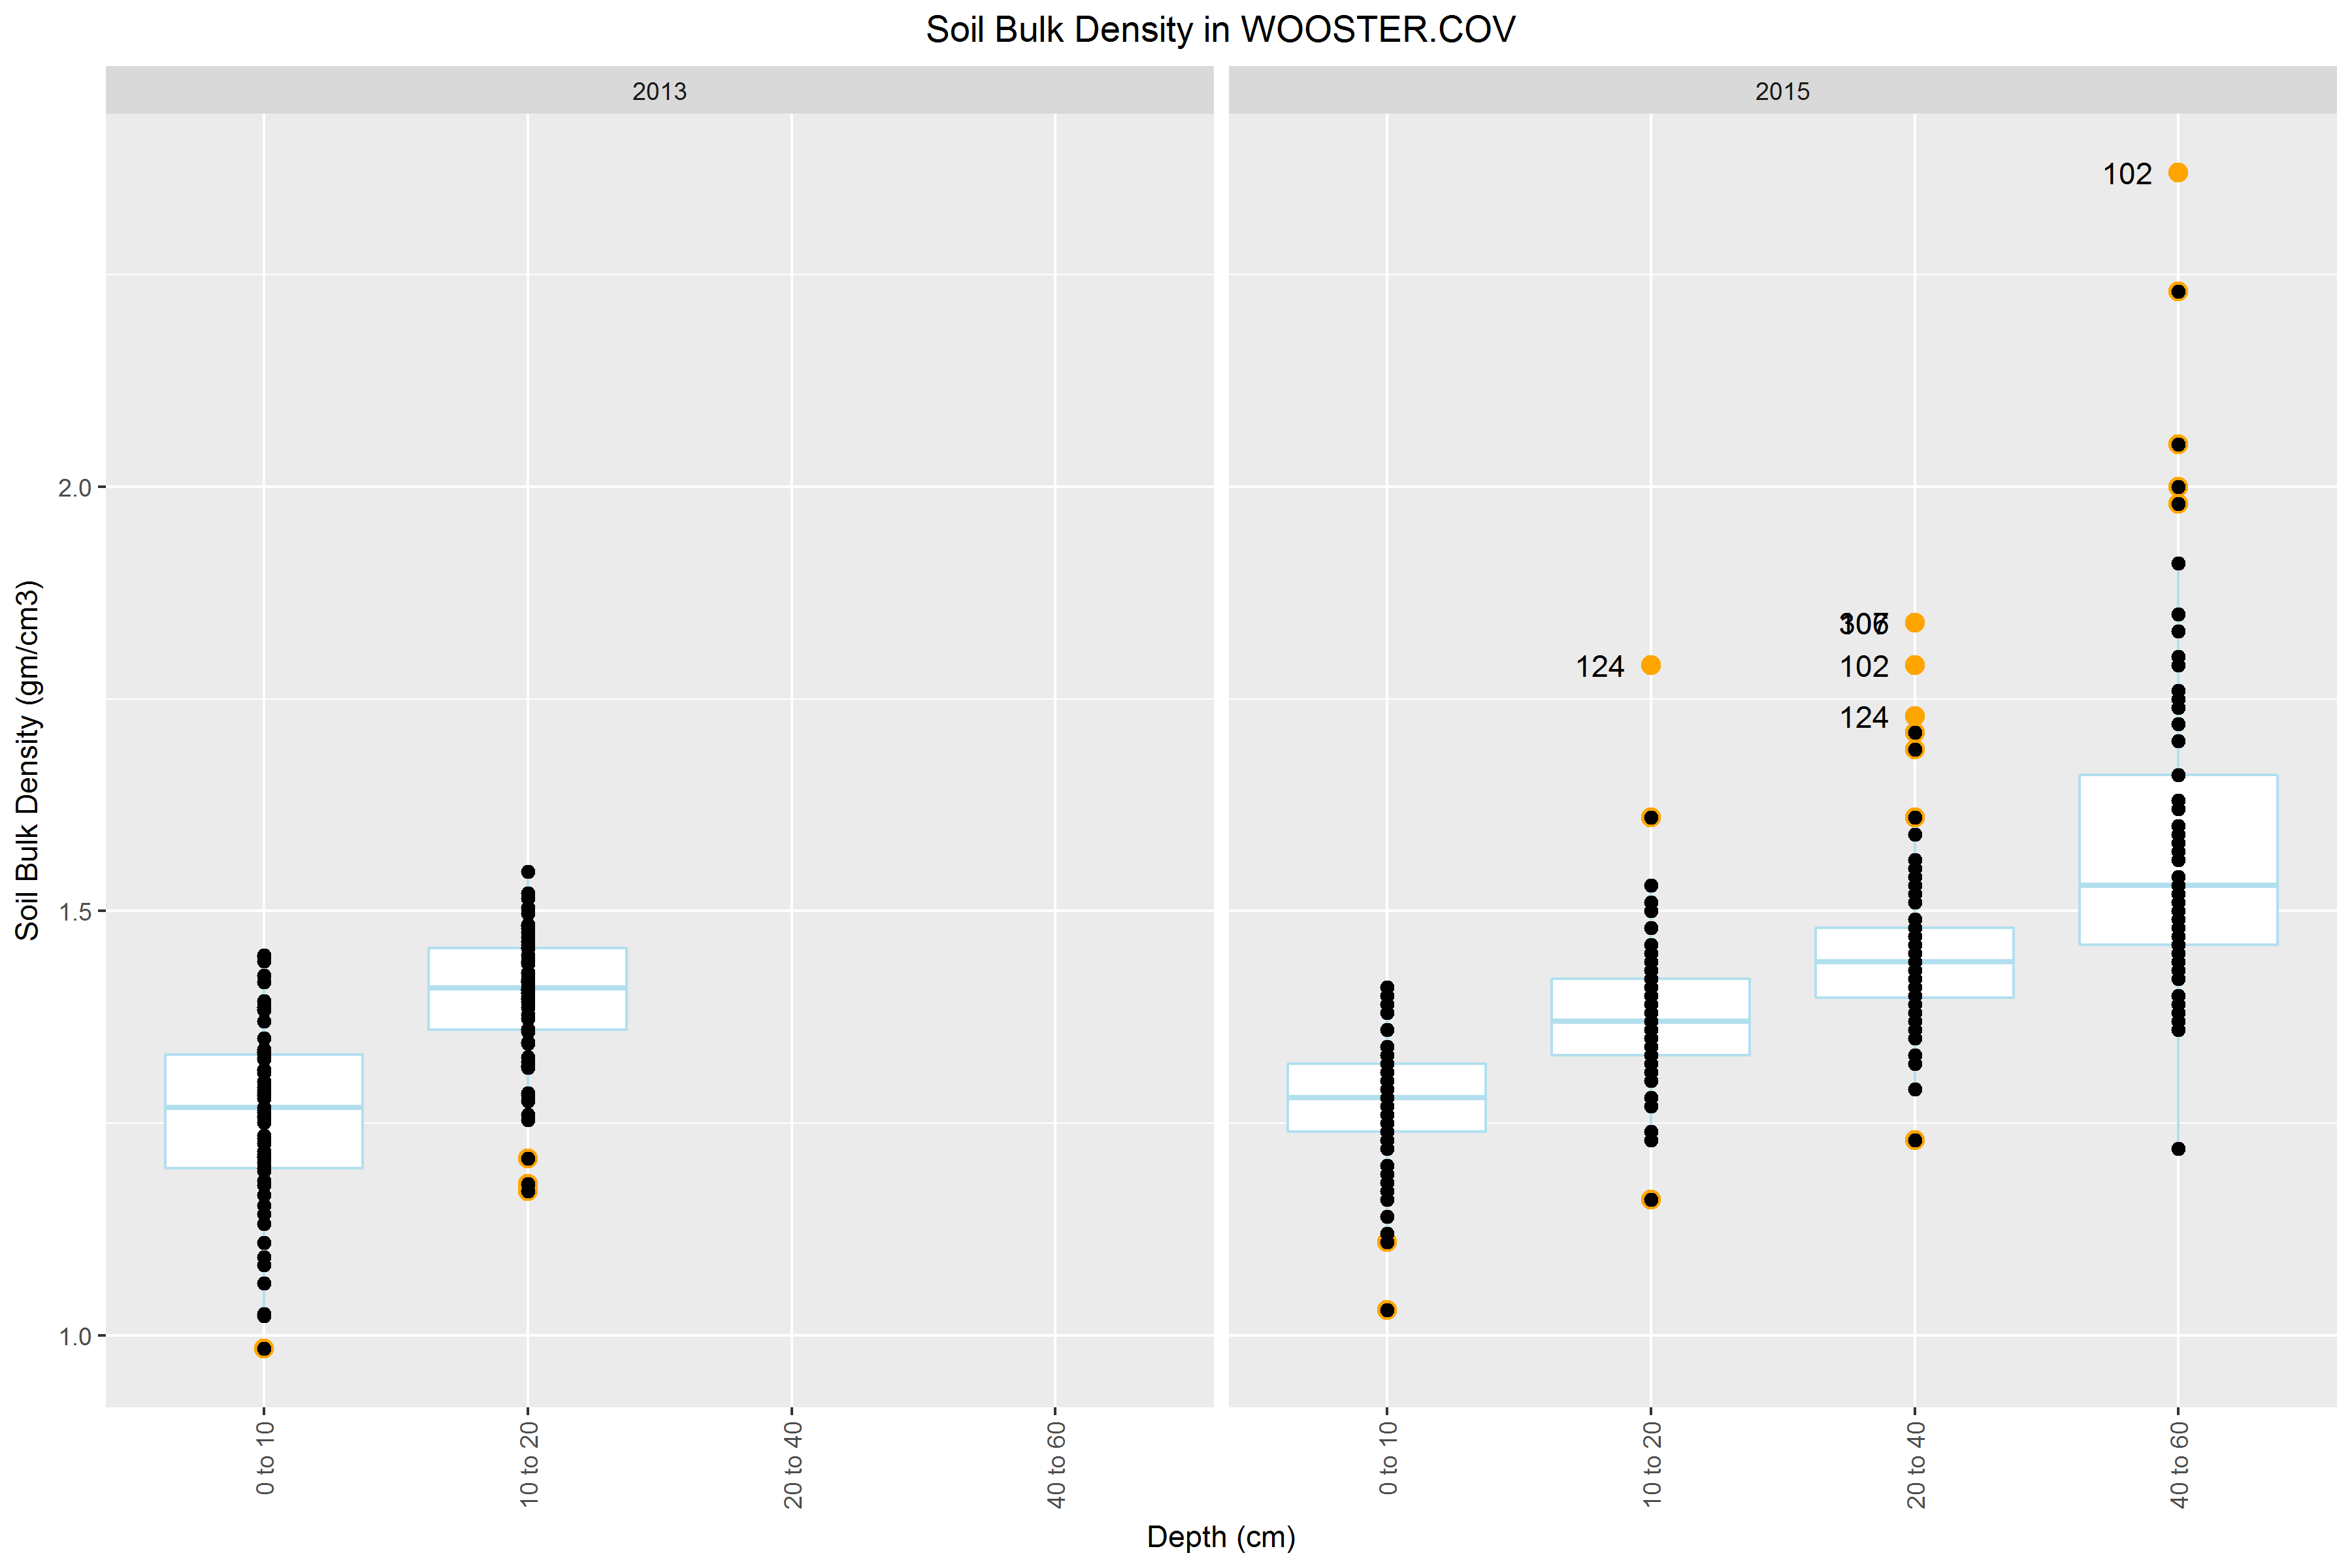 Soil Bulk Density in WOOSTER.COV
2013
2015
Soil Bulk Density (gm/cm3)
2.0
1.5
1.0
102
124
102
124
0 to 10
10 to 20
20 to 40
40 to 60
0 to 10
10 to 20
20 to 40
40 to 60
Depth (cm)